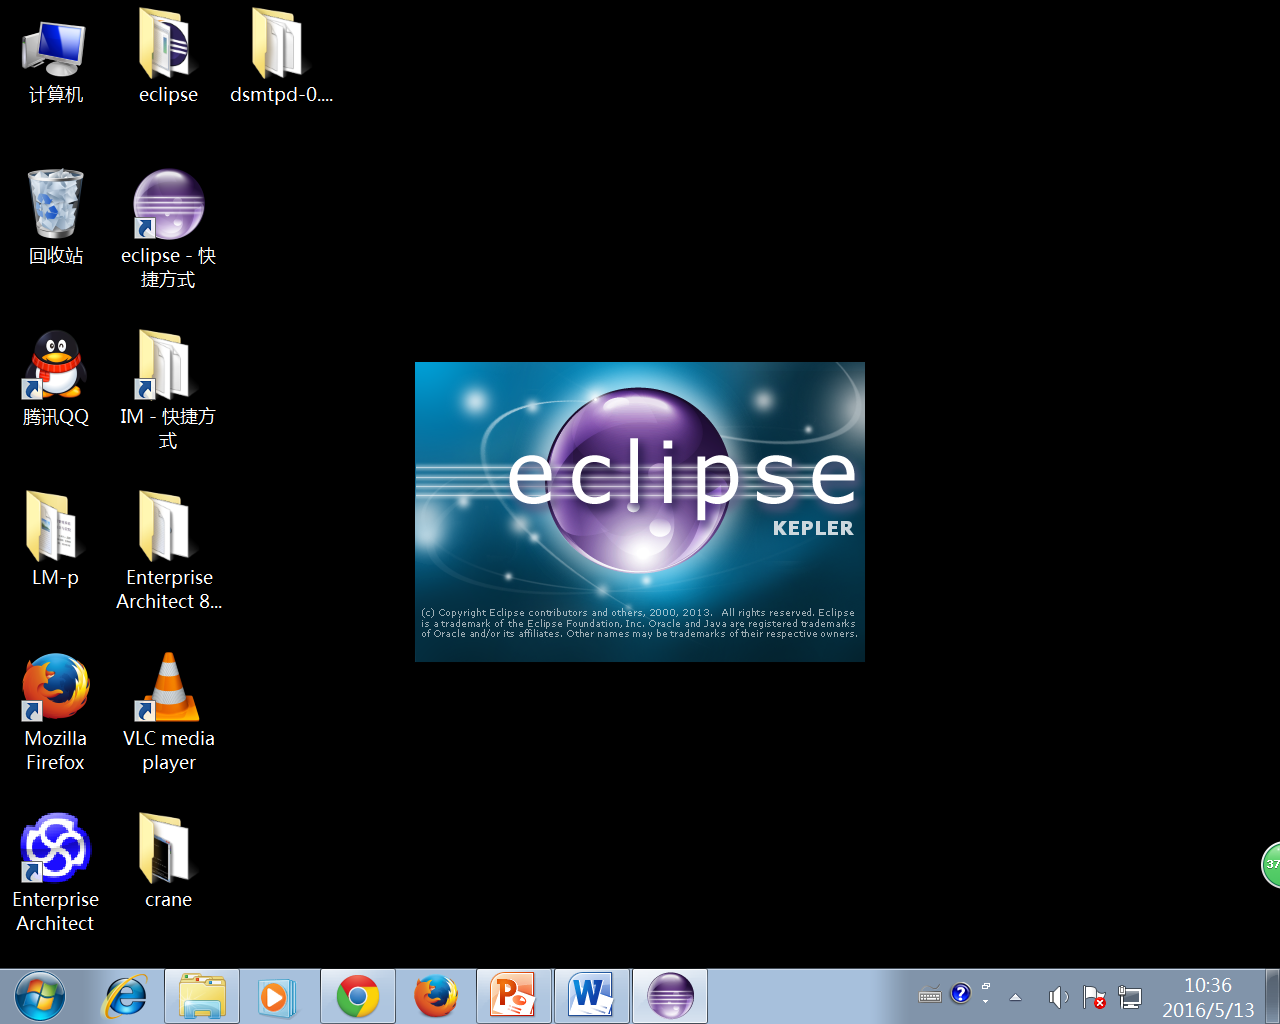 计算机
eclipse
dsmtpd-0....
回收站
eclipse - 快
捷方式
腾讯QQ
IM - 快捷方
式
LM-p
Enterprise
Architect 8...
Mozilla
Firefox
VLC media
player
Enterprise
Architect
crane
eclipse
KEPLER
(c) Copyright Eclipse contributors and others, 2000, 2013. All rights reserved. Eclipse
is a trademark of the Eclipse Foundation, Inc. Oracle and Java are registered trademarks
of Oracle and/or its affiliates. Other names may be trademarks of their respective owners.
37
10:36
2016/5/13